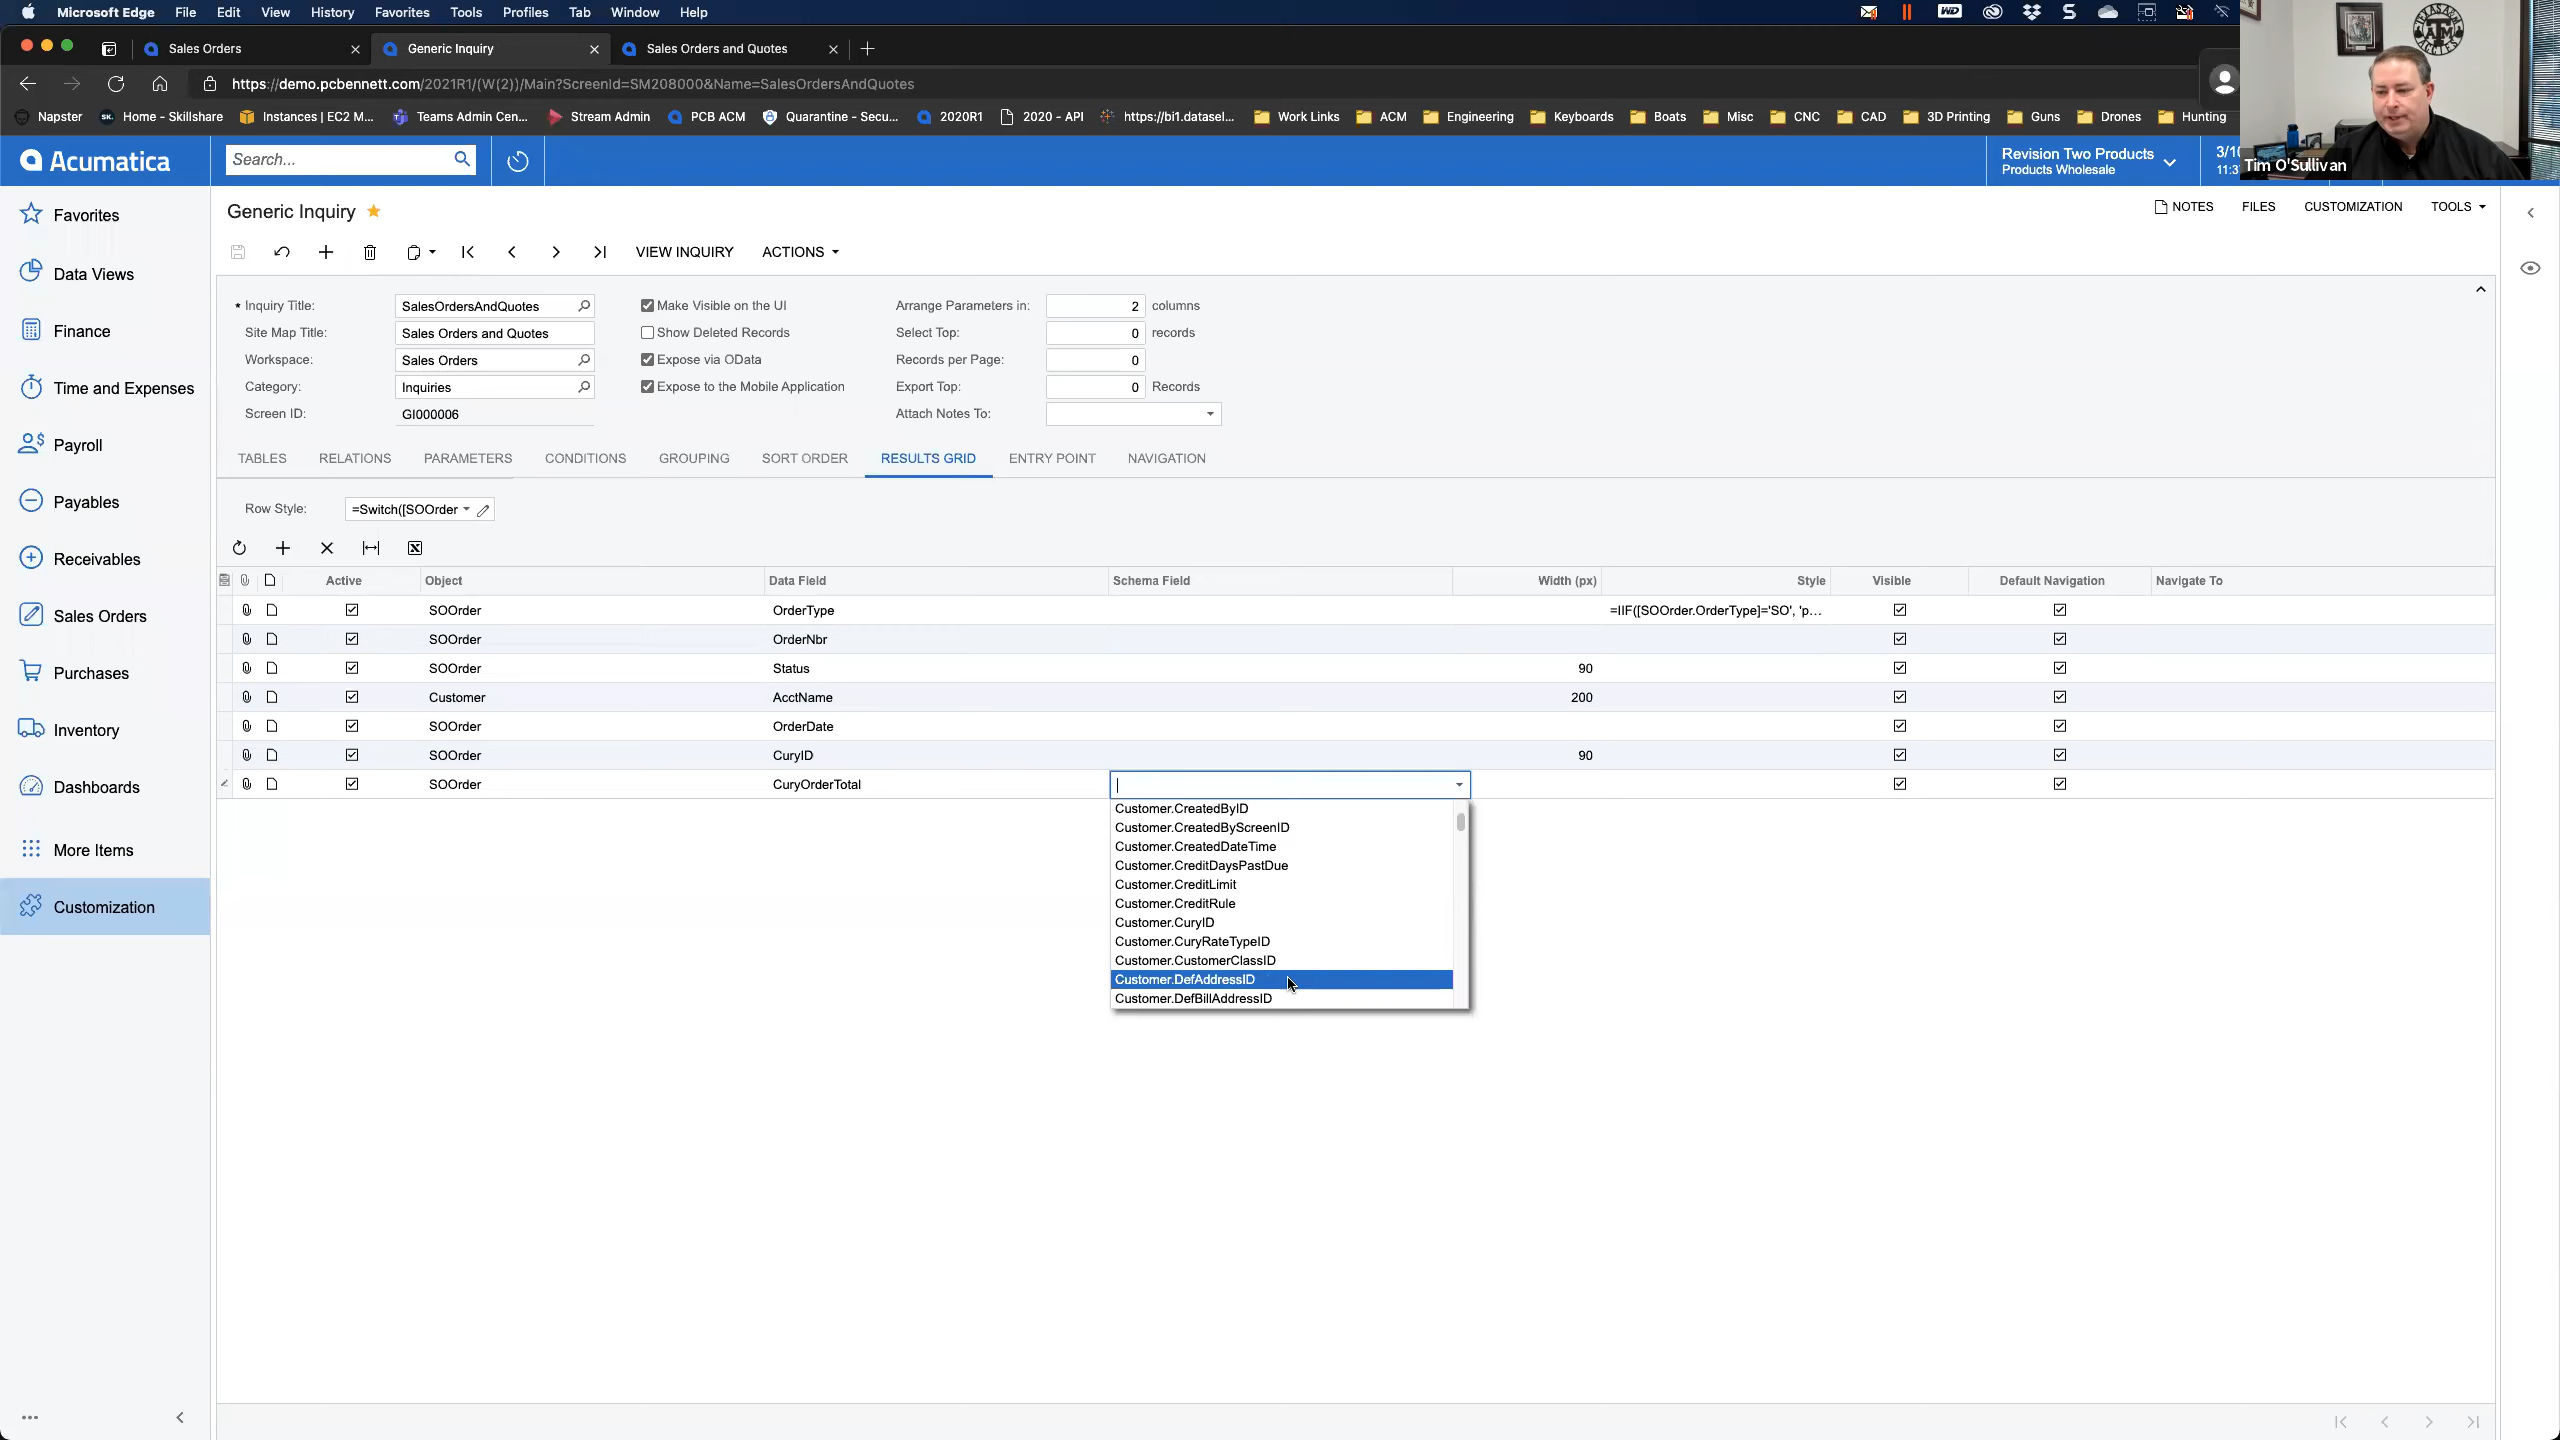 Microsoft Edge File Edit View History Favorites Tools Profiles Tab Window Help
Sales Orders Generic Inquiry Sales Orders and Quotes
https://demo.pcbennett.com/2021R1/(W(2))/Main?ScreenId=SM208000&Name=SalesOrdersAndQuotes
Napster Home - Skillshare Instances | EC2 M... Teams Admin Cen... Stream Admin PCB ACM Quarantine - Secu... 2020R1 2020 - API https://bi1.datasel... Work Links ACM Engineering Keyboards Boats Misc CNC CAD 3D Printing Guns Drones Hunting
Acumatica Search... Revision Two Products
Products Wholesale
3/10
11:3
Tim O'Sullivan
Favorites
Data Views
Finance
Time and Expenses
Payroll
Payables
Receivables
Sales Orders
Purchases
Inventory
Dashboards
More Items
Customization
Generic Inquiry NOTES FILES CUSTOMIZATION TOOLS
VIEW INQUIRY ACTIONS
* Inquiry Title: SalesOrdersAndQuotes Make Visible on the UI Arrange Parameters in: 2 columns
Site Map Title: Sales Orders and Quotes Show Deleted Records Select Top: 0 records
Workspace: Sales Orders Expose via OData Records per Page: 0
Category: Inquiries Expose to the Mobile Application Export Top: 0 Records
Screen ID: GI000006 Attach Notes To:
TABLES RELATIONS PARAMETERS CONDITIONS GROUPING SORT ORDER RESULTS GRID ENTRY POINT NAVIGATION
Row Style: =Switch([SOOrder
Active Object Data Field Schema Field Width (px) Style Visible Default Navigation Navigate To
SOOrder OrderType =IIF([SOOrder.OrderType]='SO', 'p...
SOOrder OrderNbr
SOOrder Status 90
Customer AcctName 200
SOOrder OrderDate
SOOrder CuryID 90
SOOrder CuryOrderTotal
Customer.CreatedByID
Customer.CreatedByScreenID
Customer.CreatedDateTime
Customer.CreditDaysPastDue
Customer.CreditLimit
Customer.CreditRule
Customer.CuryID
Customer.CuryRateTypeID
Customer.CustomerClassID
Customer.DefAddressID
Customer.DefBillAddressID